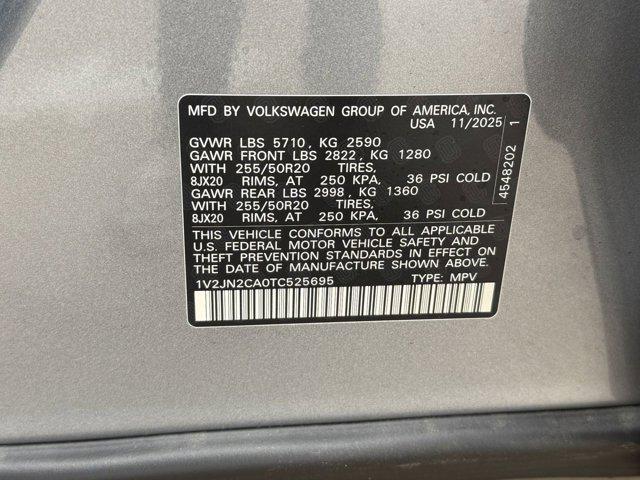 MFD BY VOLKSWAGEN GROUP OF AMERICA, INC.
USA 11/2025
GVWR LBS 5710, KG 2590
GAWR FRONT LBS 2822, KG 1280
WITH 255/50R20 TIRES,
8JX20 RIMS, AT 250 KPA, 36 PSI COLD
GAWR REAR LBS 2998, KG 1360
WITH 255/50R20 TIRES,
8JX20 RIMS, AT 250 KPA, 36 PSI COLD
THIS VEHICLE CONFORMS TO ALL APPLICABLE
U.S. FEDERAL MOTOR VEHICLE SAFETY AND
THEFT PREVENTION STANDARDS IN EFFECT ON
THE DATE OF MANUFACTURE SHOWN ABOVE.
1V2JN2CA0TC525695 TYPE: MPV
4548202 1